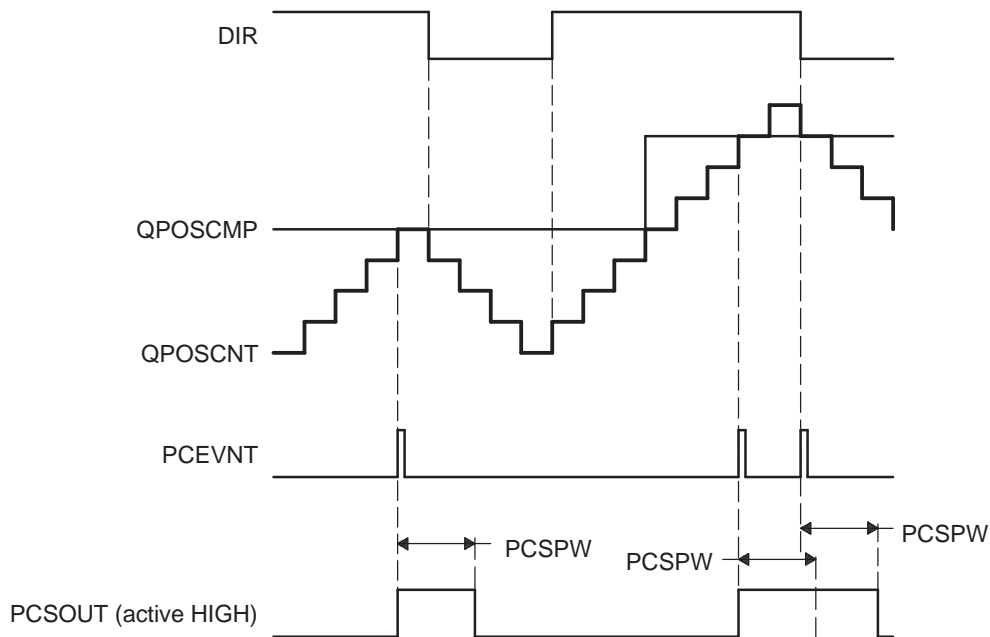 DIR
QPOSCMP
QPOSCNT
PCEVNT
PCSPW
PCSPW
PCSPW
PCSOUT (active HIGH)